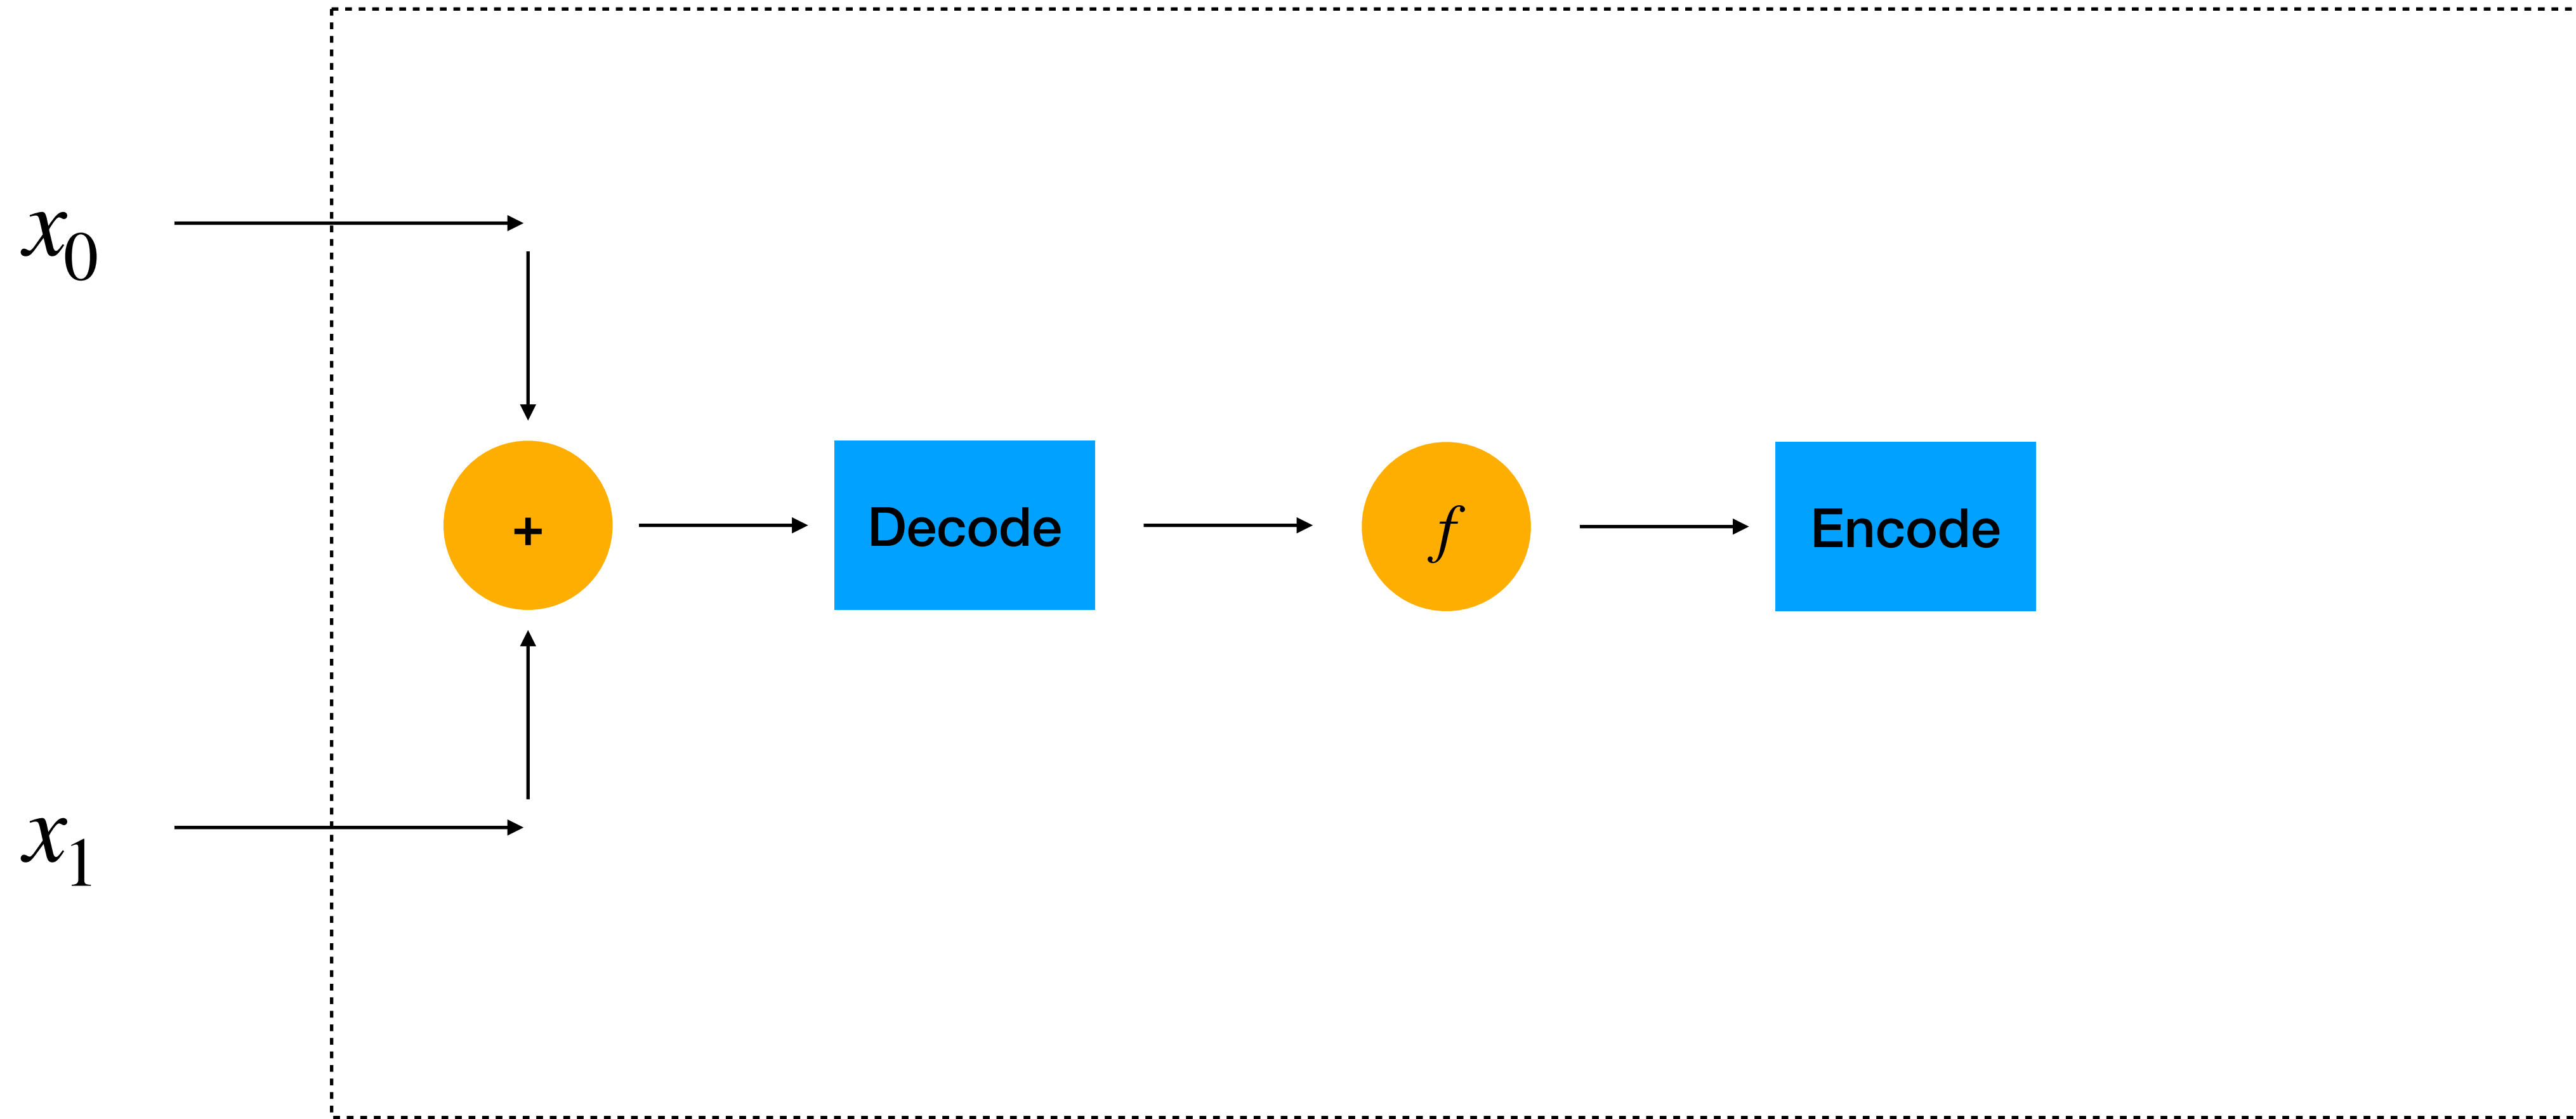 x₀
+
Decode
f
Encode
x₁